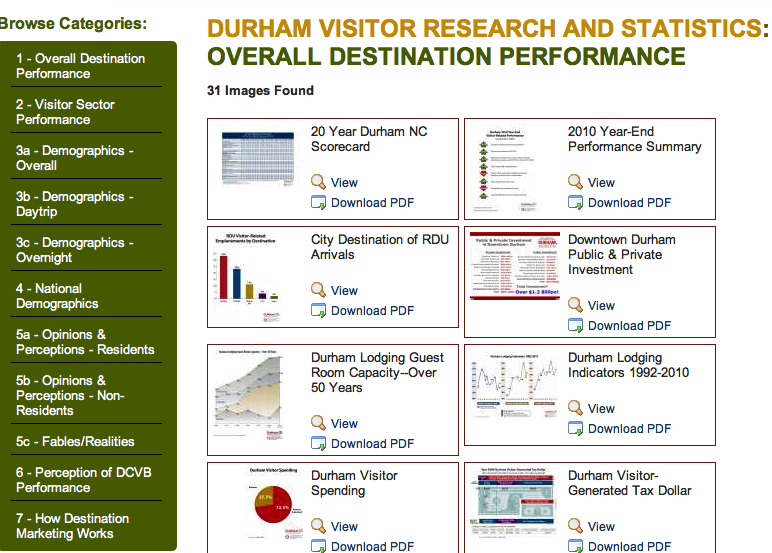 Browse Categories:
1 - Overall Destination
Performance
2 - Visitor Sector
Performance
3a - Demographics -
Overall
3b - Demographics -
Daytrip
3c - Demographics -
Overnight
4 - National
Demographics
5a - Opinions &
Perceptions - Residents
5b - Opinions &
Perceptions - Non-
Residents
5c - Fables/Realities
6 - Perception of DCVB
Performance
7 - How Destination
Marketing Works
DURHAM VISITOR RESEARCH AND STATISTICS:
OVERALL DESTINATION PERFORMANCE
31 Images Found
20 Year Durham NC
Scorecard
View
Download PDF
2010 Year-End
Performance Summary
View
Download PDF
RDU Visitor-Related
Emplanements by Destination
City Destination of RDU
Arrivals
View
Download PDF
Public & Private Investment
in Downtown Durham
Over $1.2 Billion!
Downtown Durham
Public & Private
Investment
View
Download PDF
Durham Lodging Guest
Room Capacity--Over
50 Years
View
Download PDF
Durham Lodging
Indicators 1992-2010
View
Download PDF
Durham Visitor Spending
Durham Visitor
Spending
View
Download PDF
Durham Visitor-
Generated Tax Dollar
View
Download PDF